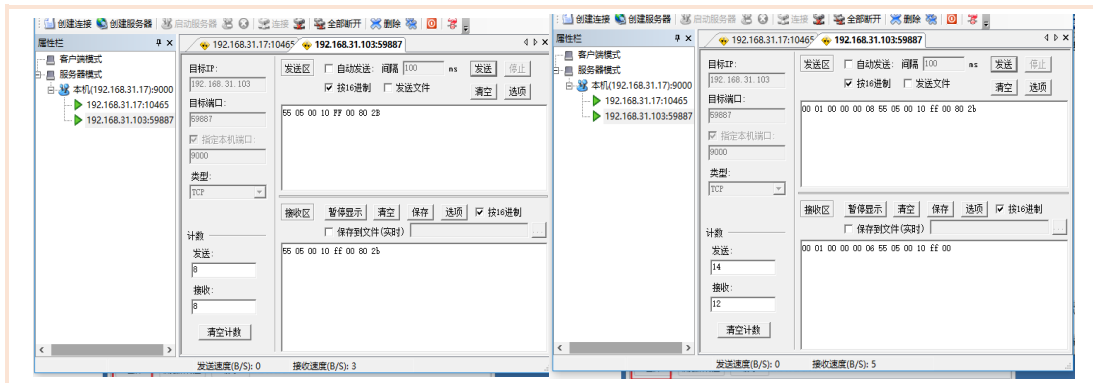 创建连接 创建服务器 启动服务器 连接 全部断开 删除
属性栏
客户端模式
服务器模式
本机(192.168.31.17):9000
192.168.31.17:10465
192.168.31.103:59887
192.168.31.17:10465 192.168.31.103:59887
目标IP:
192.168.31.103
目标端口:
59887
指定本机端口:
9000
类型:
TCP
计数
发送:
8
接收:
8
清空计数
发送区 自动发送: 间隔 100 ms 发送 停止
按16进制 发送文件 清空 选项
55 05 00 10 FF 00 80 2B
接收区 暂停显示 清空 保存 选项 按16进制
保存到文件(实时) ...
55 05 00 10 ff 00 80 2b
发送速度(B/S): 0 接收速度(B/S): 3
创建连接 创建服务器 启动服务器 连接 全部断开 删除
属性栏
客户端模式
服务器模式
本机(192.168.31.17):9000
192.168.31.17:10465
192.168.31.103:59887
192.168.31.17:10465 192.168.31.103:59887
目标IP:
192.168.31.103
目标端口:
59887
指定本机端口:
9000
类型:
TCP
计数
发送:
14
接收:
12
清空计数
发送区 自动发送: 间隔 100 ms 发送 停止
按16进制 发送文件 清空 选项
00 01 00 00 00 08 55 05 00 10 ff 00 80 2b
接收区 暂停显示 清空 保存 选项 按16进制
保存到文件(实时) ...
00 01 00 00 00 06 55 05 00 10 ff 00
发送速度(B/S): 0 接收速度(B/S): 5